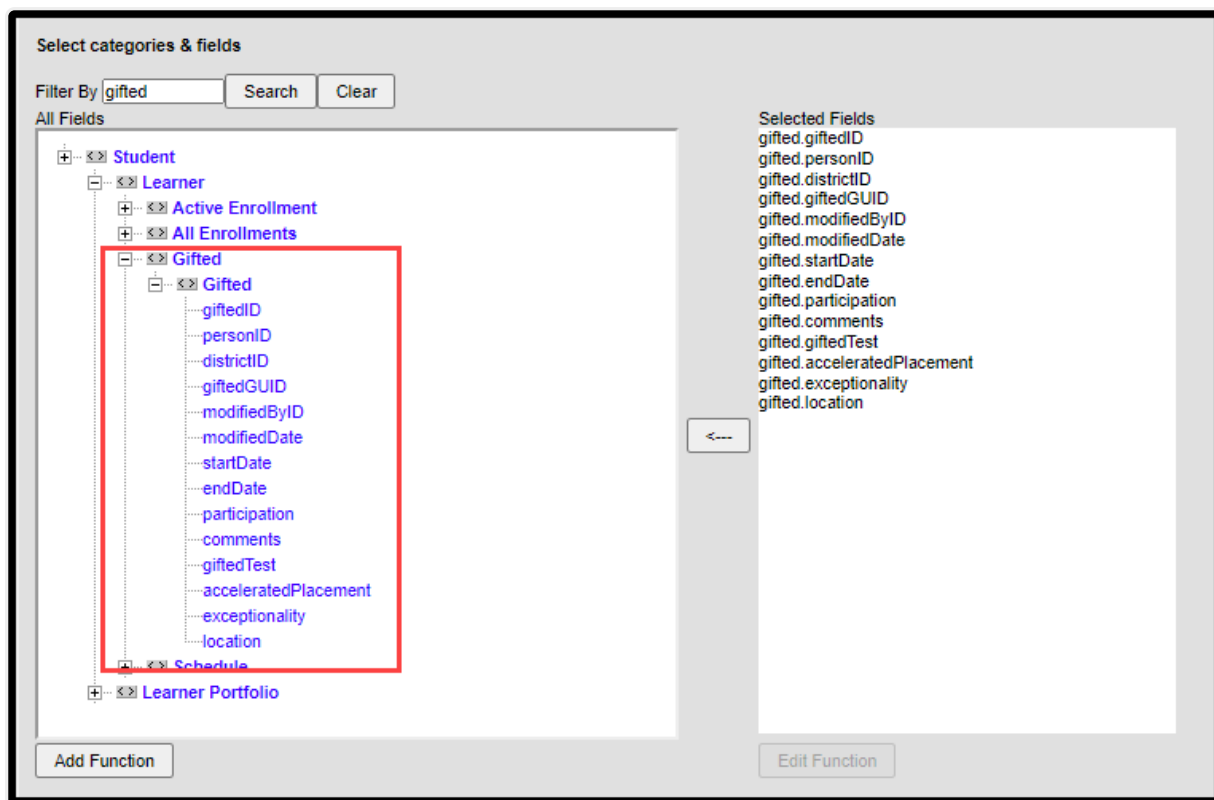 Select categories & fields
Filter By gifted Search Clear
All Fields
Student
Learner
Active Enrollment
All Enrollments
Gifted
Gifted
giftedID
personID
districtID
giftedGUID
modifiedByID
modifiedDate
startDate
endDate
participation
comments
giftedTest
acceleratedPlacement
exceptionality
location
Schedule
Learner Portfolio
Add Function
<---
Selected Fields
gifted.giftedID
gifted.personID
gifted.districtID
gifted.giftedGUID
gifted.modifiedByID
gifted.modifiedDate
gifted.startDate
gifted.endDate
gifted.participation
gifted.comments
gifted.giftedTest
gifted.acceleratedPlacement
gifted.exceptionality
gifted.location
Edit Function